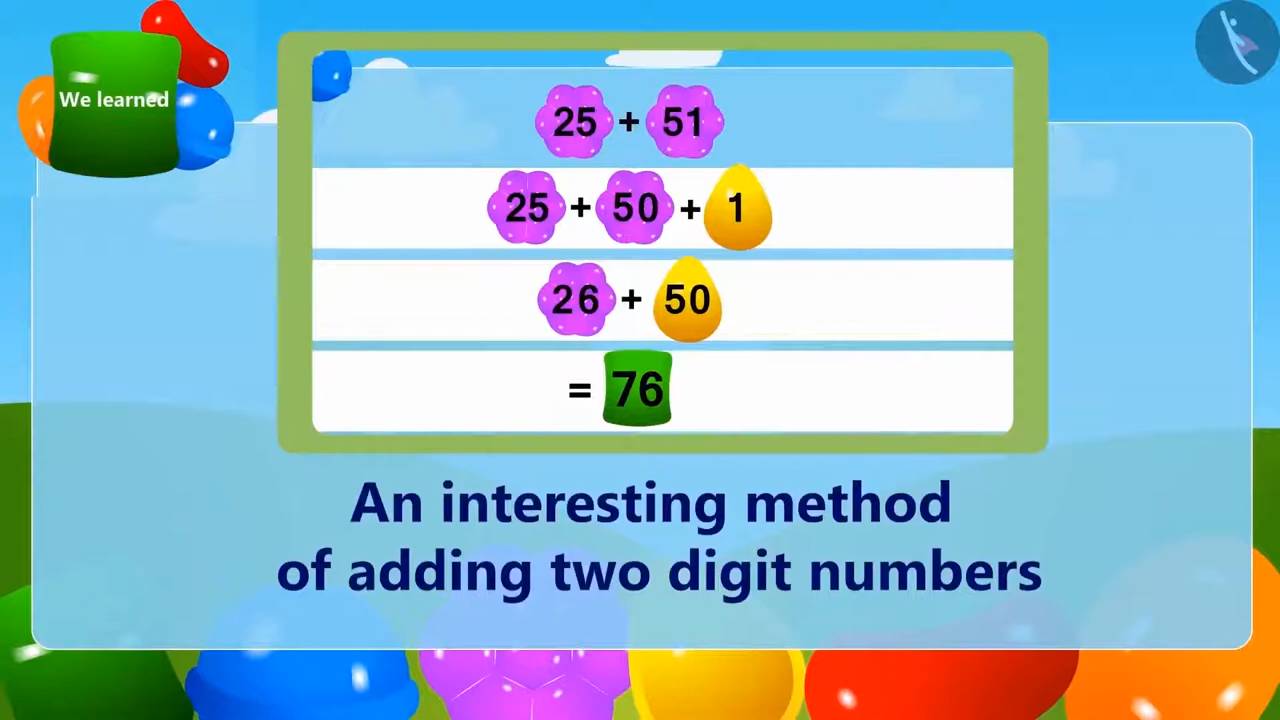 We learned
25 + 51
25 + 50 + 1
26 + 50
= 76
An interesting method
of adding two digit numbers